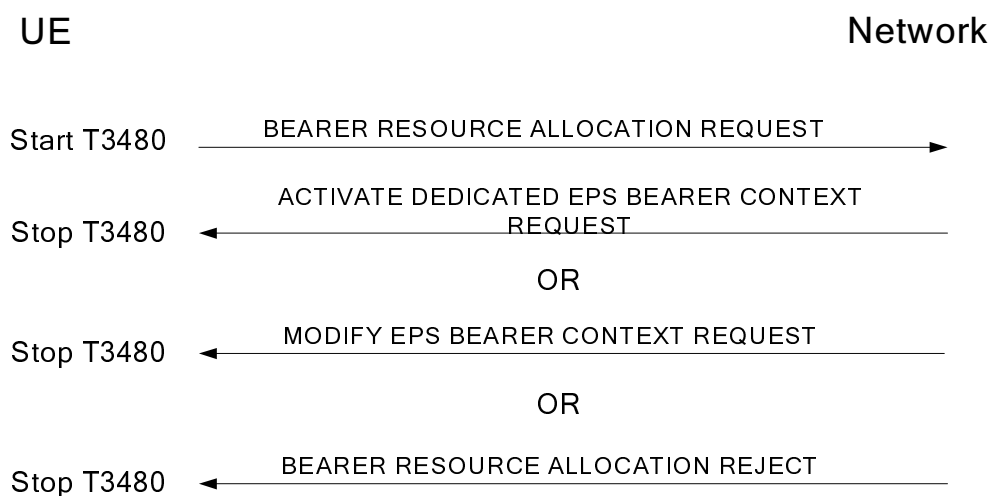 UE
Network
Start T3480
BEARER RESOURCE ALLOCATION REQUEST
ACTIVATE DEDICATED EPS BEARER CONTEXT
REQUEST
Stop T3480
OR
MODIFY EPS BEARER CONTEXT REQUEST
Stop T3480
OR
BEARER RESOURCE ALLOCATION REJECT
Stop T3480